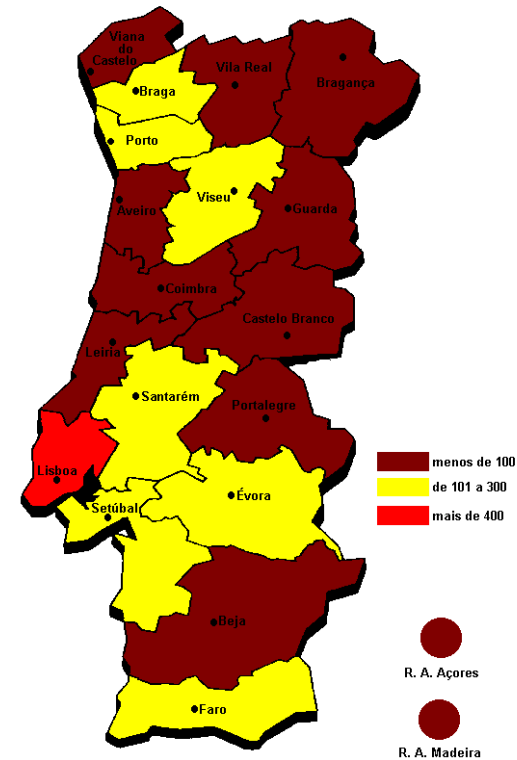 Viana
do
Castelo
Vila Real
Bragança
Braga
Porto
Viseu
Aveiro
Guarda
Coimbra
Castelo Branco
Leiria
Santarém
Portalegre
Lisboa
menos de 100
de 101 a 300
mais de 400
Évora
Setúbal
Beja
R. A. Açores
Faro
R. A. Madeira